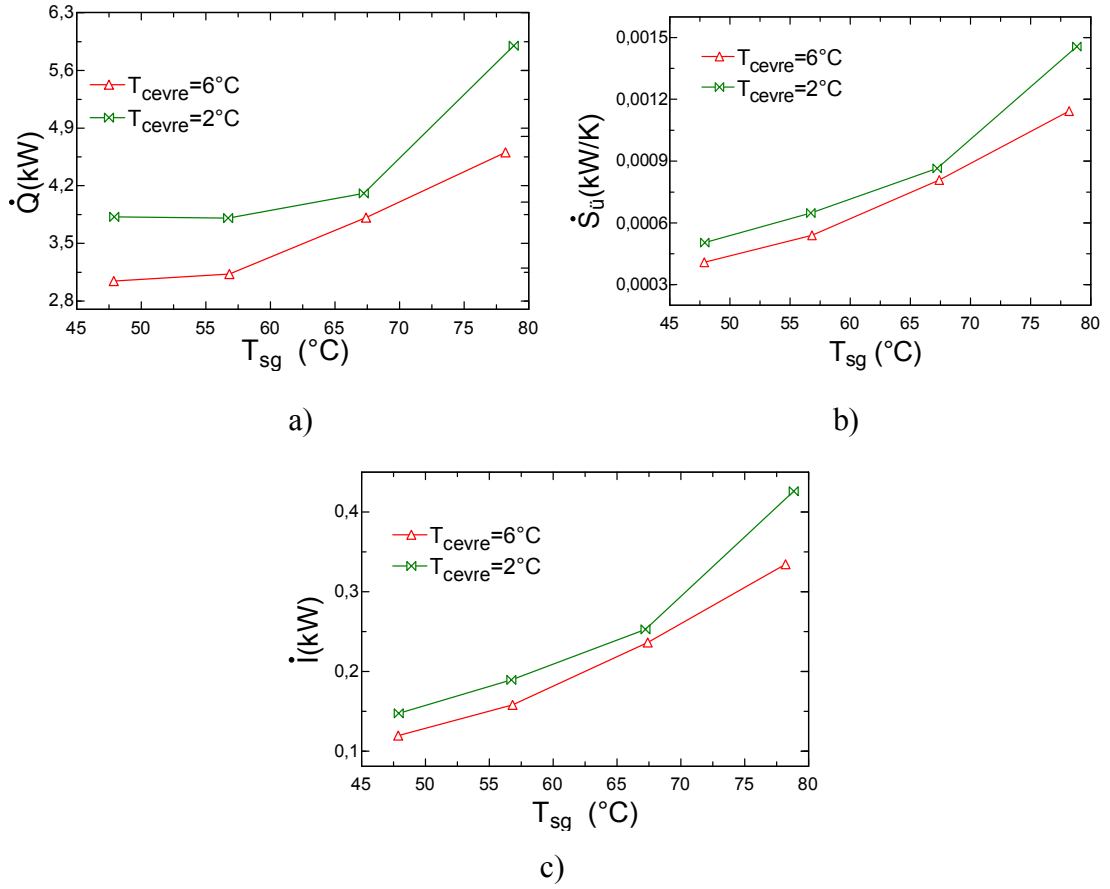 6,3
5,6
4,9
4,2
3,5
2,8
Q̇(kW)
T_cevre=6°C
T_cevre=2°C
45 50 55 60 65 70 75 80
T_sg (°C)
a)
0,0015
0,0012
0,0009
0,0006
0,0003
Ṡ_ü(kW/K)
T_cevre=6°C
T_cevre=2°C
45 50 55 60 65 70 75 80
T_sg (°C)
b)
0,4
0,3
0,2
0,1
İ(kW)
T_cevre=6°C
T_cevre=2°C
45 50 55 60 65 70 75 80
T_sg (°C)
c)